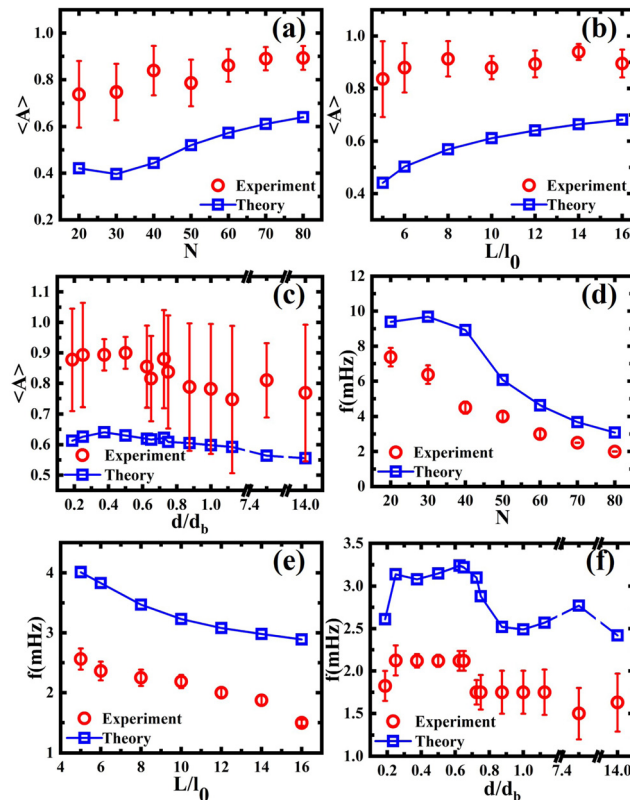 (a)
1.0
0.8
0.6
0.4
0.2
<A>
20 30 40 50 60 70 80
N
Experiment
Theory
(b)
1.0
0.8
0.6
0.4
<A>
6 8 10 12 14 16
L/l0
Experiment
Theory
(c)
1.1
1.0
0.9
0.8
0.7
0.6
0.5
<A>
0.2 0.4 0.6 0.8 1.0 7.4 14.0
d/db
Experiment
Theory
(d)
12
10
8
6
4
2
0
f(mHz)
20 30 40 50 60 70 80
N
Experiment
Theory
(e)
4
3
2
1
f(mHz)
4 6 8 10 12 14 16
L/l0
Experiment
Theory
(f)
3.5
3.0
2.5
2.0
1.5
1.0
f(mHz)
0.2 0.4 0.6 0.8 1.0 7.4 14.0
d/db
Experiment
Theory